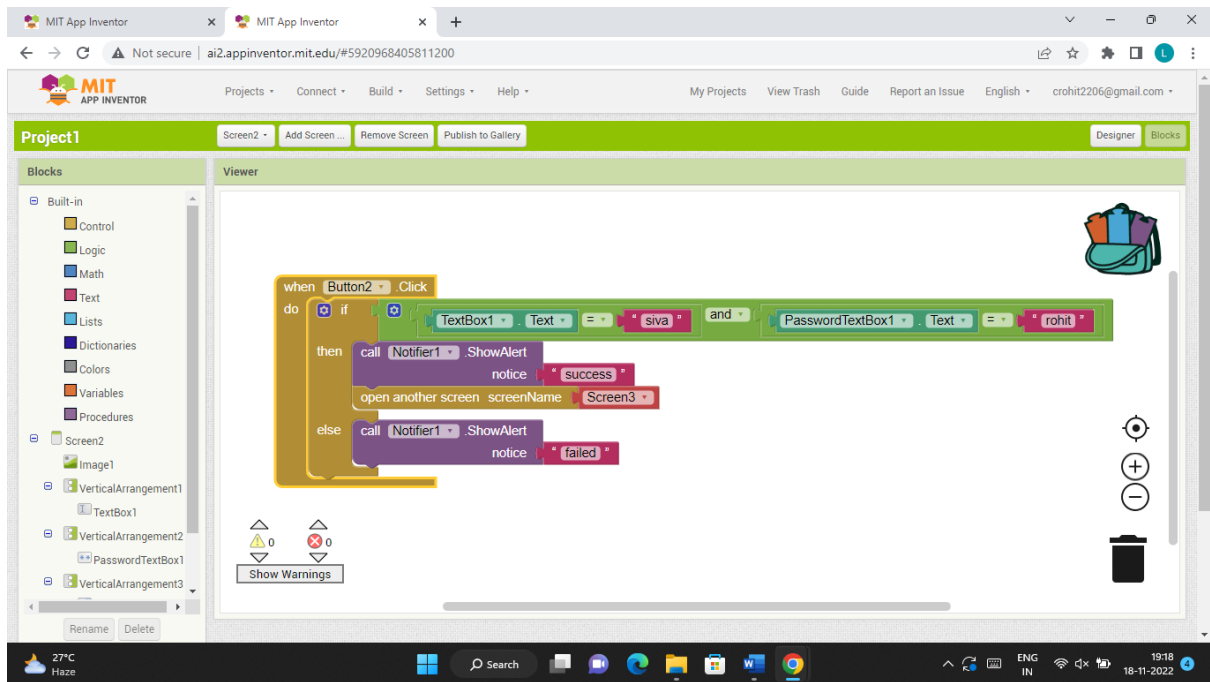 MIT App Inventor
MIT App Inventor
Not secure
ai2.appinventor.mit.edu/#5920968405811200
L
MIT
APP INVENTOR
Projects
Connect
Build
Settings
Help
My Projects
View Trash
Guide
Report an Issue
English
crohit2206@gmail.com
Project1
Screen2
Add Screen ...
Remove Screen
Publish to Gallery
Designer
Blocks
Blocks
Viewer
Built-in
Control
Logic
Math
Text
Lists
Dictionaries
Colors
Variables
Procedures
Screen2
Image1
VerticalArrangement1
TextBox1
VerticalArrangement2
PasswordTextBox1
VerticalArrangement3
Rename
Delete
when Button2 .Click
do if TextBox1 . Text = " siva " and PasswordTextBox1 . Text = " rohit "
then call Notifier1 .ShowAlert
notice " success "
open another screen screenName Screen3
else call Notifier1 .ShowAlert
notice " failed "
0
0
Show Warnings
27°C
Haze
Search
ENG
IN
19:18
18-11-2022
4